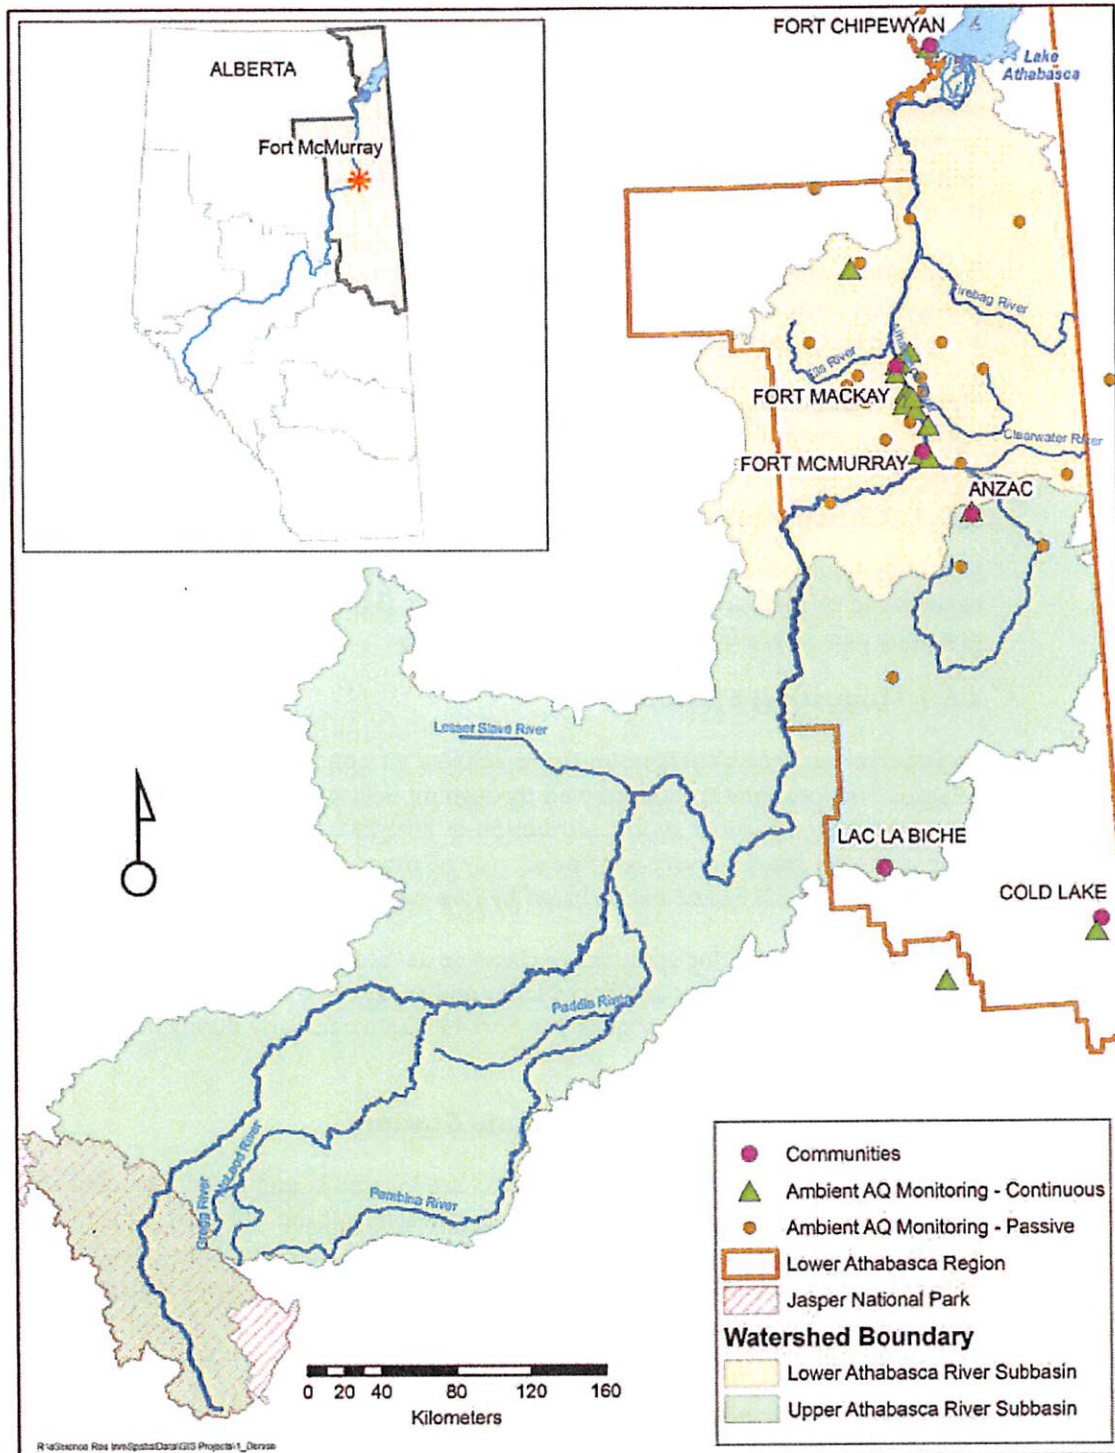 FORT CHIPEWYAN
Lake
Athabasca
ALBERTA
Fort McMurray
Firebag River
Ells River
FORT MACKAY
Clearwater River
FORT MCMURRAY
ANZAC
Lesser Slave River
LAC LA BICHE
COLD LAKE
Paddle River
McLeod River
Gregg River
Pembina River
Communities
Ambient AQ Monitoring - Continuous
Ambient AQ Monitoring - Passive
Lower Athabasca Region
Jasper National Park
Watershed Boundary
Lower Athabasca River Subbasin
Upper Athabasca River Subbasin
0 20 40 80 120 160
Kilometers